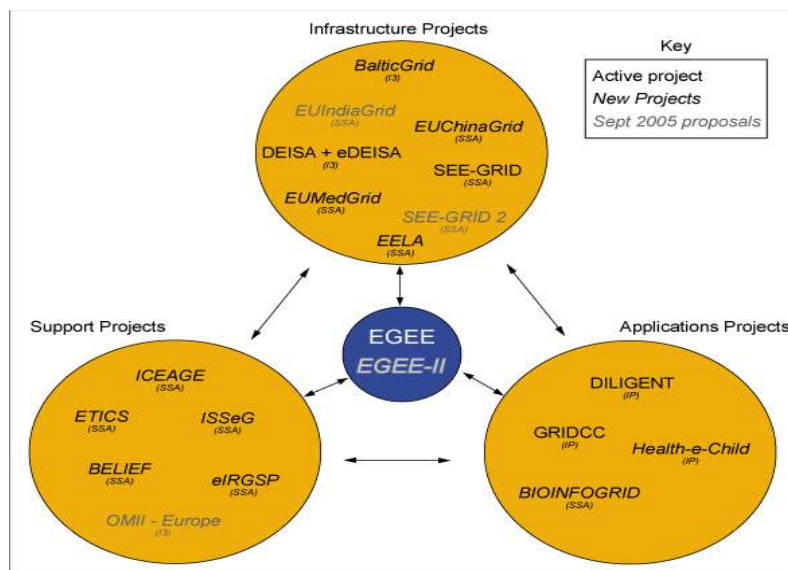 Infrastructure Projects
BalticGrid
(I3)
EUIndiaGrid
(SSA)
EUChinaGrid
(SSA)
DEISA + eDEISA
(I3)
SEE-GRID
(SSA)
EUMedGrid
(SSA)
SEE-GRID 2
(SSA)
EELA
(SSA)
Key
Active project
New Projects
Sept 2005 proposals
EGEE
EGEE-II
Support Projects
ICEAGE
(SSA)
ETICS
(SSA)
ISSeG
(SSA)
BELIEF
(SSA)
eIRGSP
(SSA)
OMII - Europe
(I3)
Applications Projects
DILIGENT
(IP)
GRIDCC
(IP)
Health-e-Child
(IP)
BIOINFOGRID
(SSA)